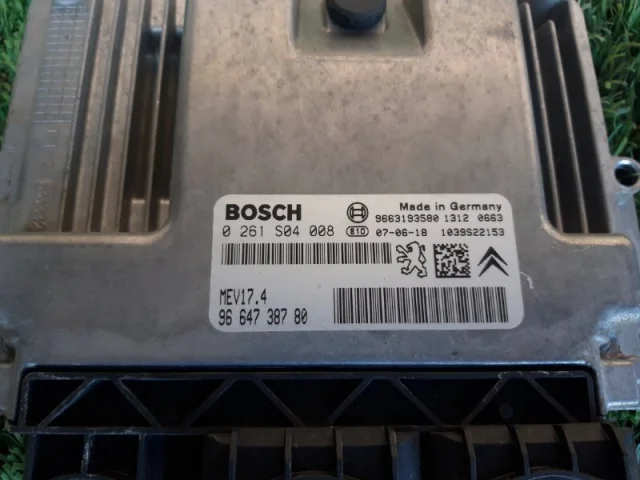 BOSCH
Made in Germany
9663193580 1312 0663
0 261 S04 008 81D 07-06-18 1039S22153
MEV17.4
96 647 387 80